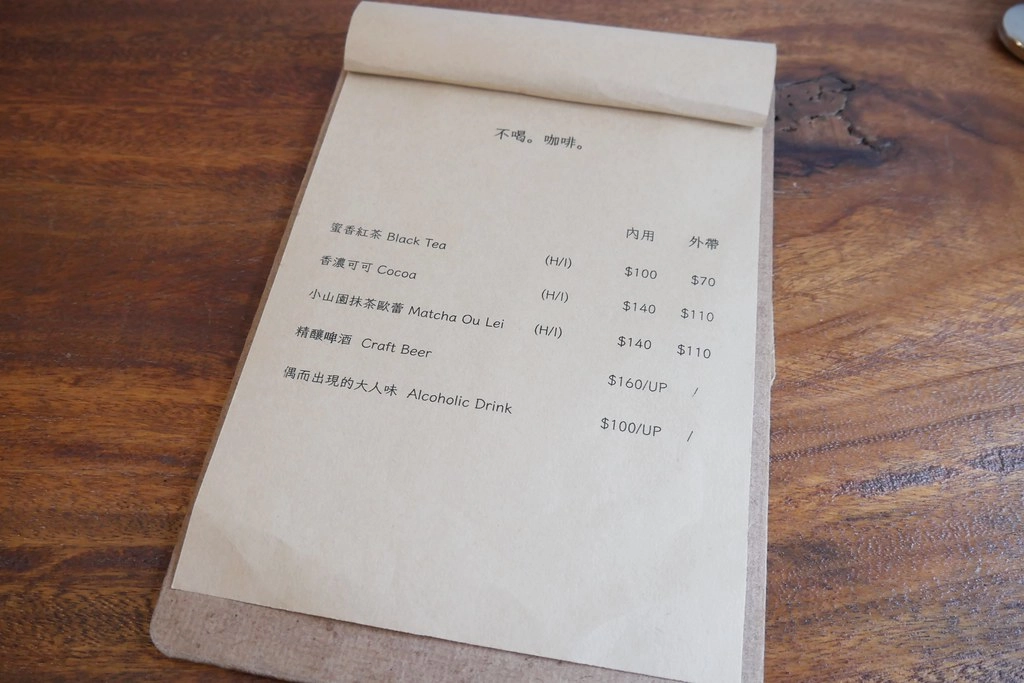 不喝。咖啡。
內用 外帶
蜜香紅茶 Black Tea (H/I) $100 $70
香濃可可 Cocoa (H/I) $140 $110
小山園抹茶歐蕾 Matcha Ou Lei (H/I) $140 $110
精釀啤酒 Craft Beer $160/UP /
偶而出現的大人味 Alcoholic Drink $100/UP /